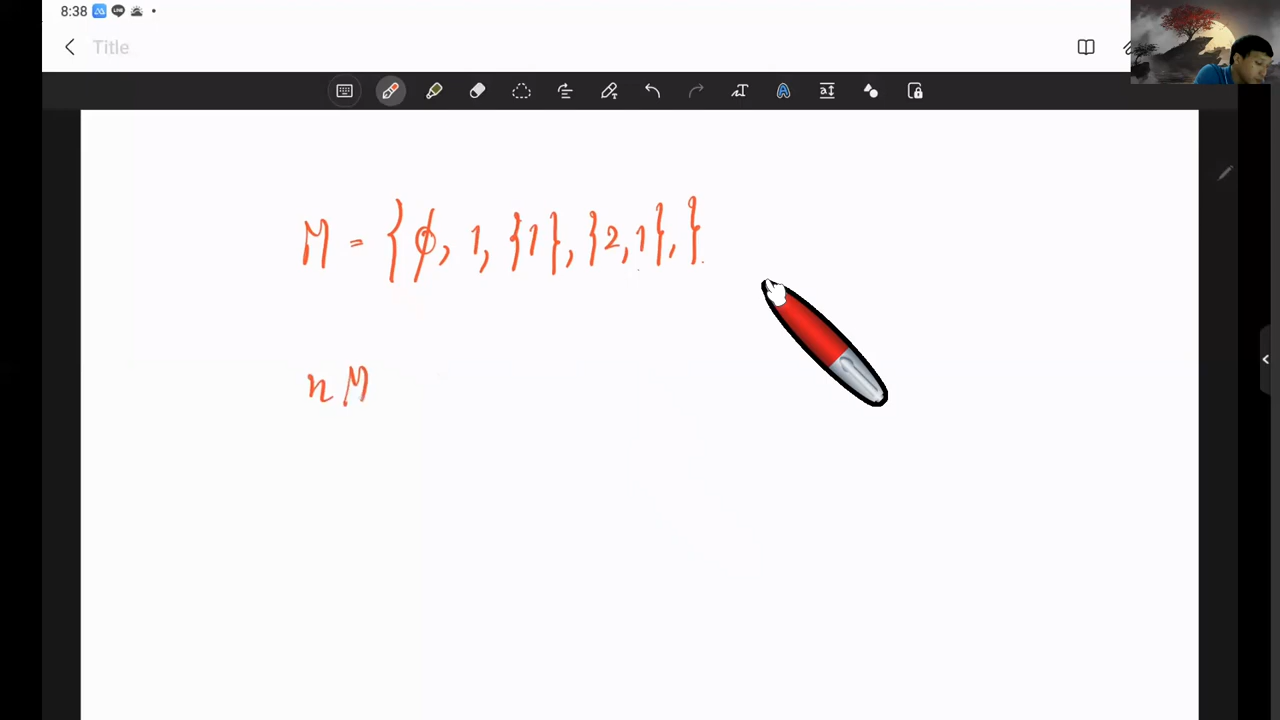 8:38
Title
M = {∅, 1, {1}, {2, 1}, }
n M